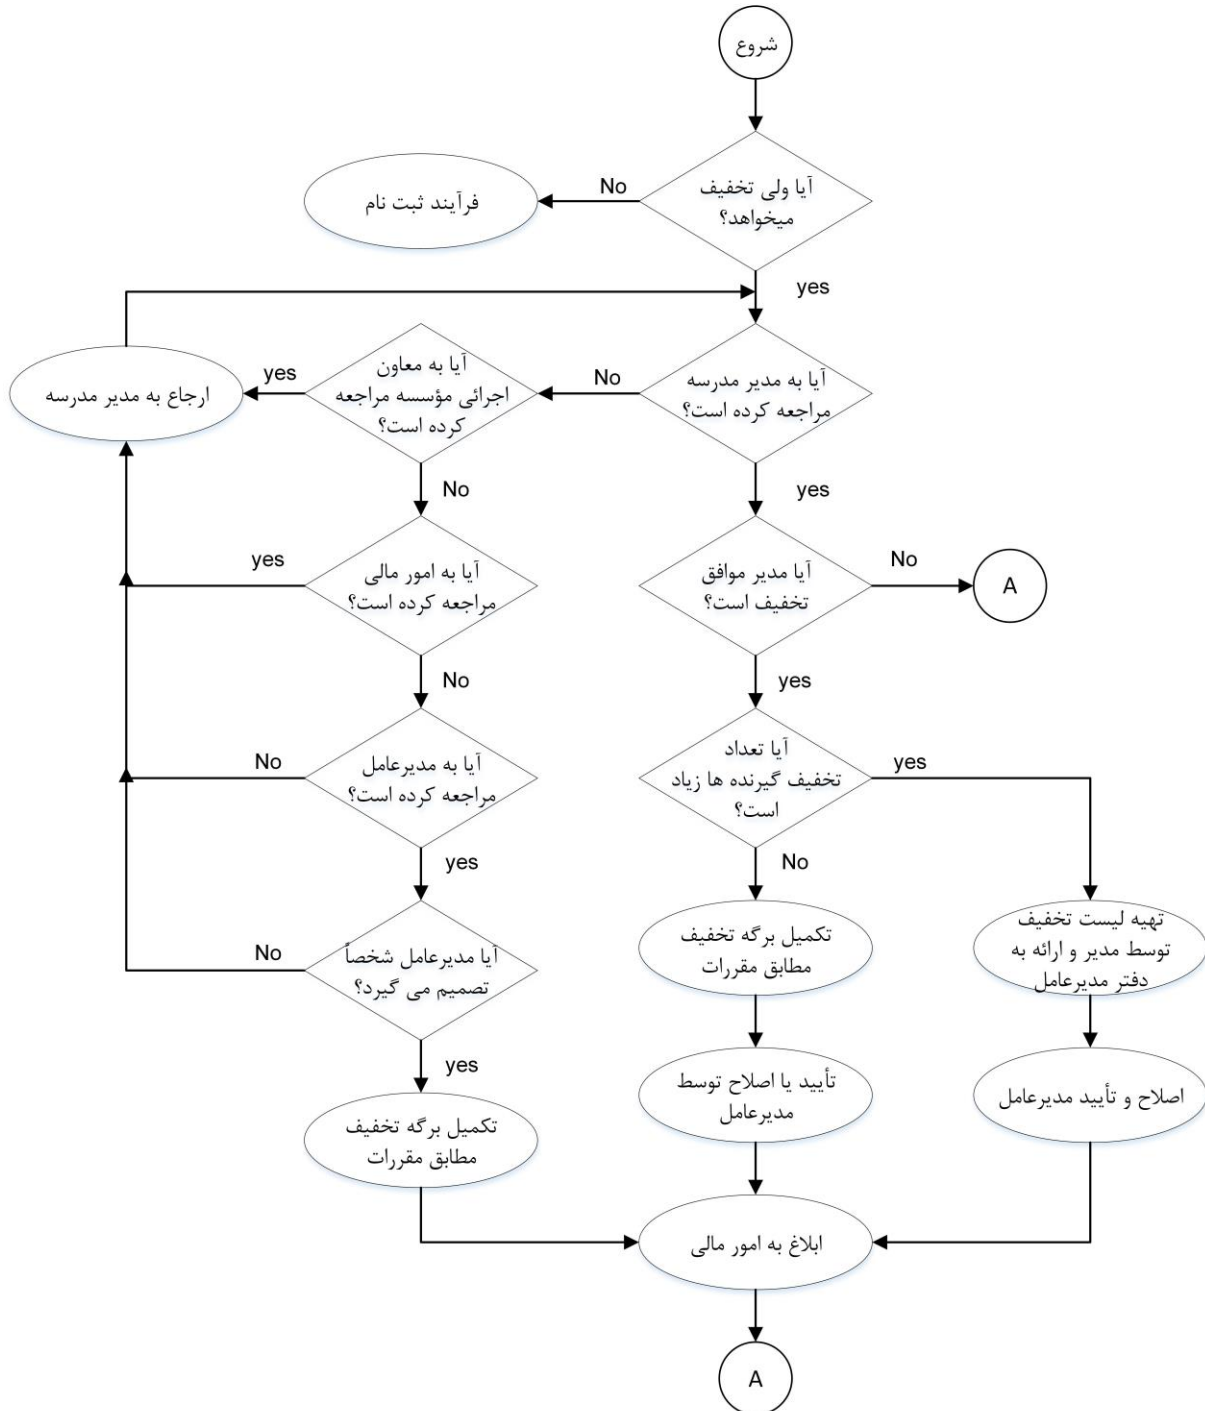 شروع
آیا ولی تخفیف
میخواهد؟
No
فرآیند ثبت نام
yes
آیا به مدیر مدرسه
مراجعه کرده است؟
No
آیا به معاون
اجرائی مؤسسه مراجعه
کرده است؟
yes
ارجاع به مدیر مدرسه
yes
No
آیا مدیر موافق
تخفیف است؟
No
A
آیا به امور مالی
مراجعه کرده است؟
yes
yes
No
آیا تعداد
تخفیف گیرنده ها زیاد
است؟
yes
آیا به مدیرعامل
مراجعه کرده است؟
No
No
yes
تهیه لیست تخفیف
توسط مدیر و ارائه به
دفتر مدیرعامل
تکمیل برگه تخفیف
مطابق مقررات
آیا مدیرعامل شخصاً
تصمیم می گیرد؟
No
yes
اصلاح و تأیید مدیرعامل
تأیید یا اصلاح توسط
مدیرعامل
تکمیل برگه تخفیف
مطابق مقررات
ابلاغ به امور مالی
A